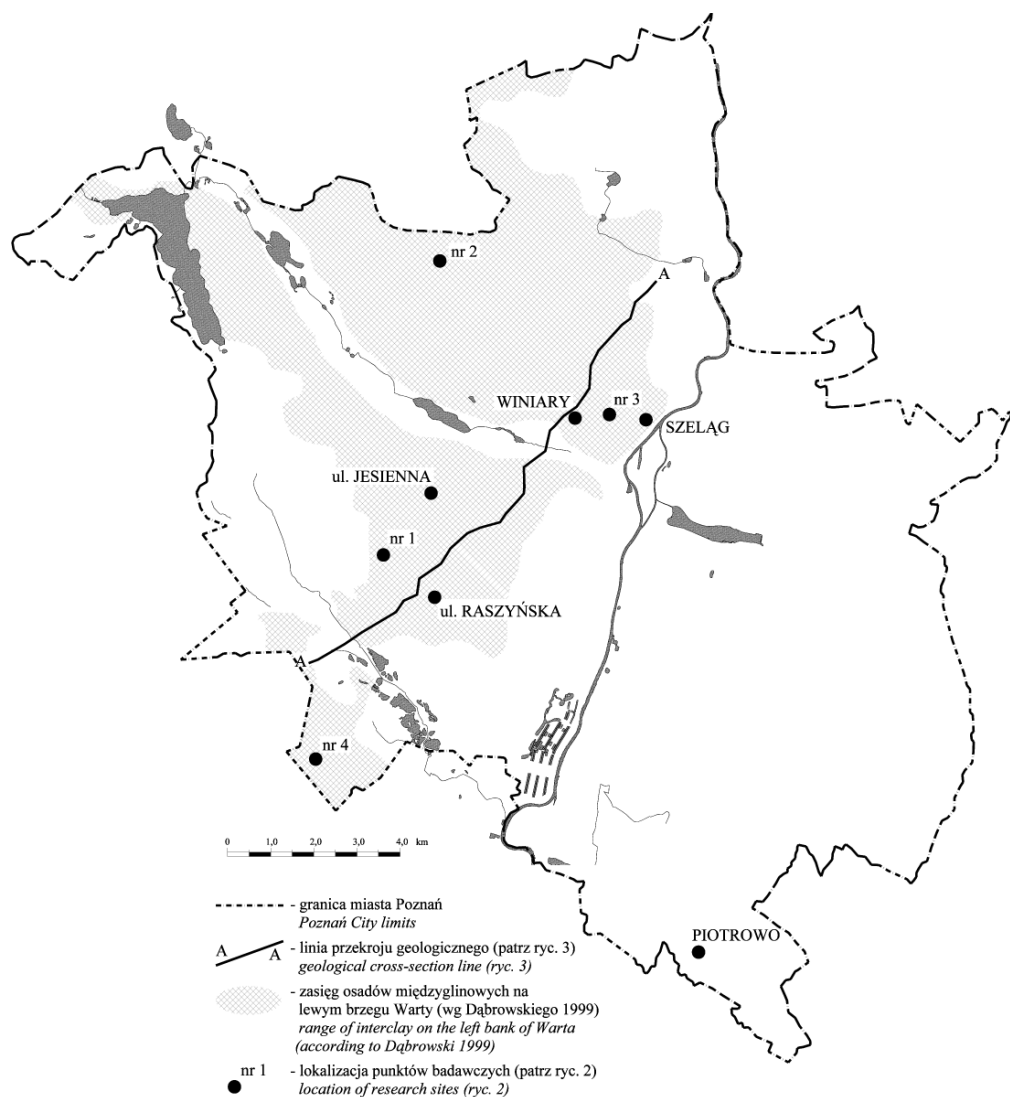 nr 2
A
WINIARY
nr 3
SZELĄG
ul. JESIENNA
nr 1
ul. RASZYŃSKA
A
nr 4
0 1,0 2,0 3,0 4,0 km
PIOTROWO
- granica miasta Poznań
Poznań City limits
A A - linia przekroju geologicznego (patrz ryc. 3)
geological cross-section line (ryc. 3)
- zasięg osadów międzyglinowych na
lewym brzegu Warty (wg Dąbrowskiego 1999)
range of interclay on the left bank of Warta
(according to Dąbrowski 1999)
nr 1 - lokalizacja punktów badawczych (patrz ryc. 2)
location of research sites (ryc. 2)